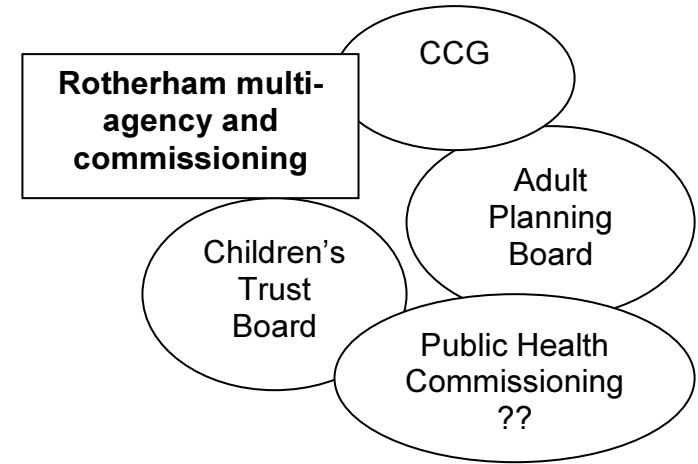 Rotherham multi-
agency and
commissioning
CCG
Adult
Planning
Board
Children’s
Trust
Board
Public Health
Commissioning
??